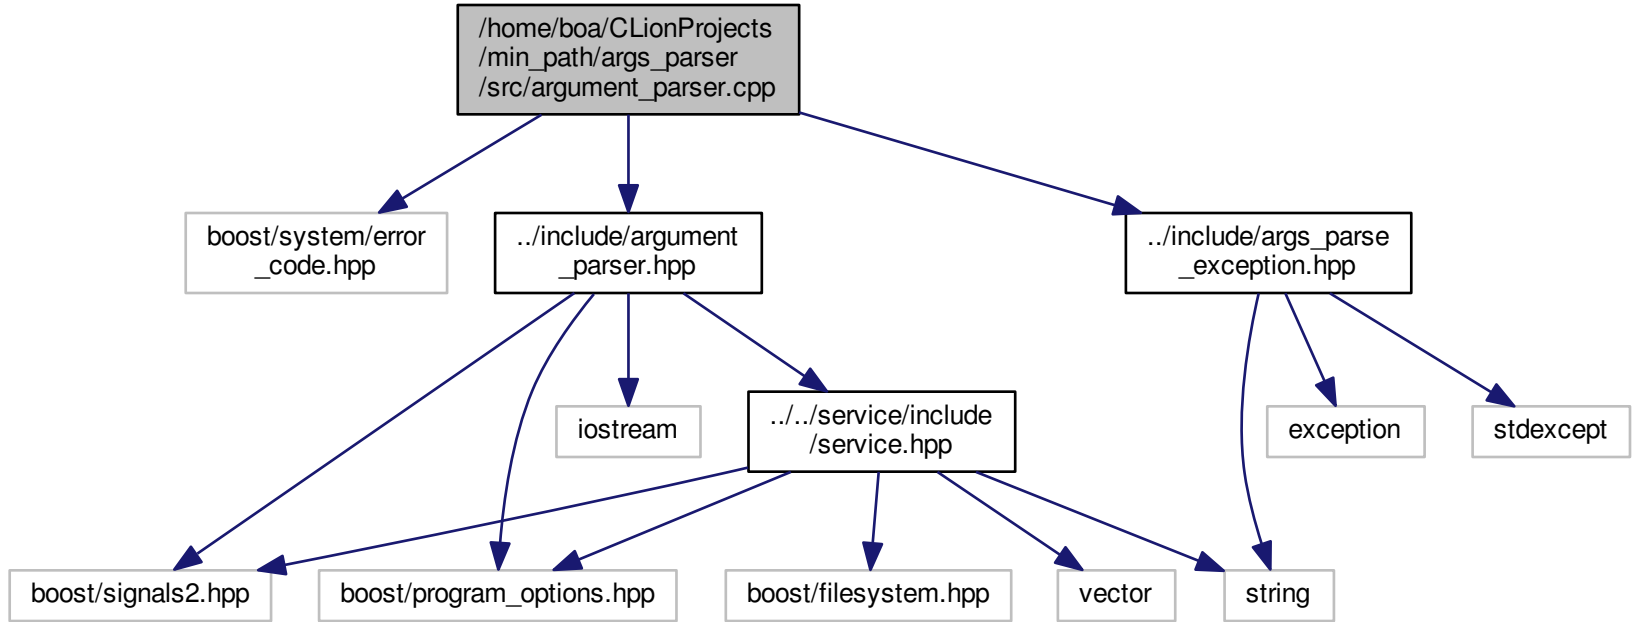 /home/boa/CLionProjects
/min_path/args_parser
/src/argument_parser.cpp
boost/system/error
_code.hpp
../include/argument
_parser.hpp
../include/args_parse
_exception.hpp
iostream
../../service/include
/service.hpp
exception
stdexcept
boost/signals2.hpp
boost/program_options.hpp
boost/filesystem.hpp
vector
string